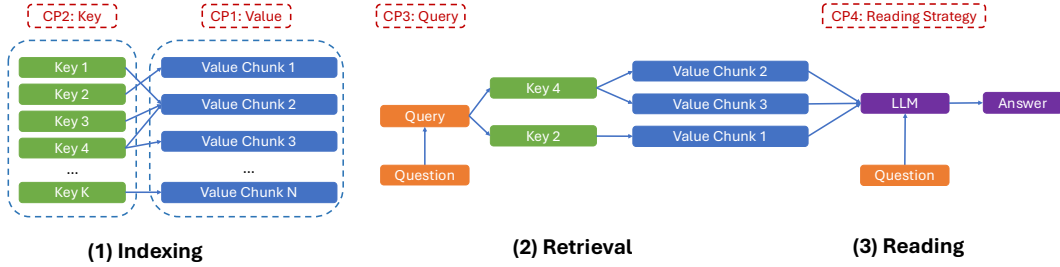 CP2: Key
CP1: Value
Key 1
Key 2
Key 3
Key 4
...
Key K
Value Chunk 1
Value Chunk 2
Value Chunk 3
...
Value Chunk N
(1) Indexing
CP3: Query
Query
Question
Key 4
Key 2
Value Chunk 2
Value Chunk 3
Value Chunk 1
(2) Retrieval
CP4: Reading Strategy
LLM
Answer
Question
(3) Reading